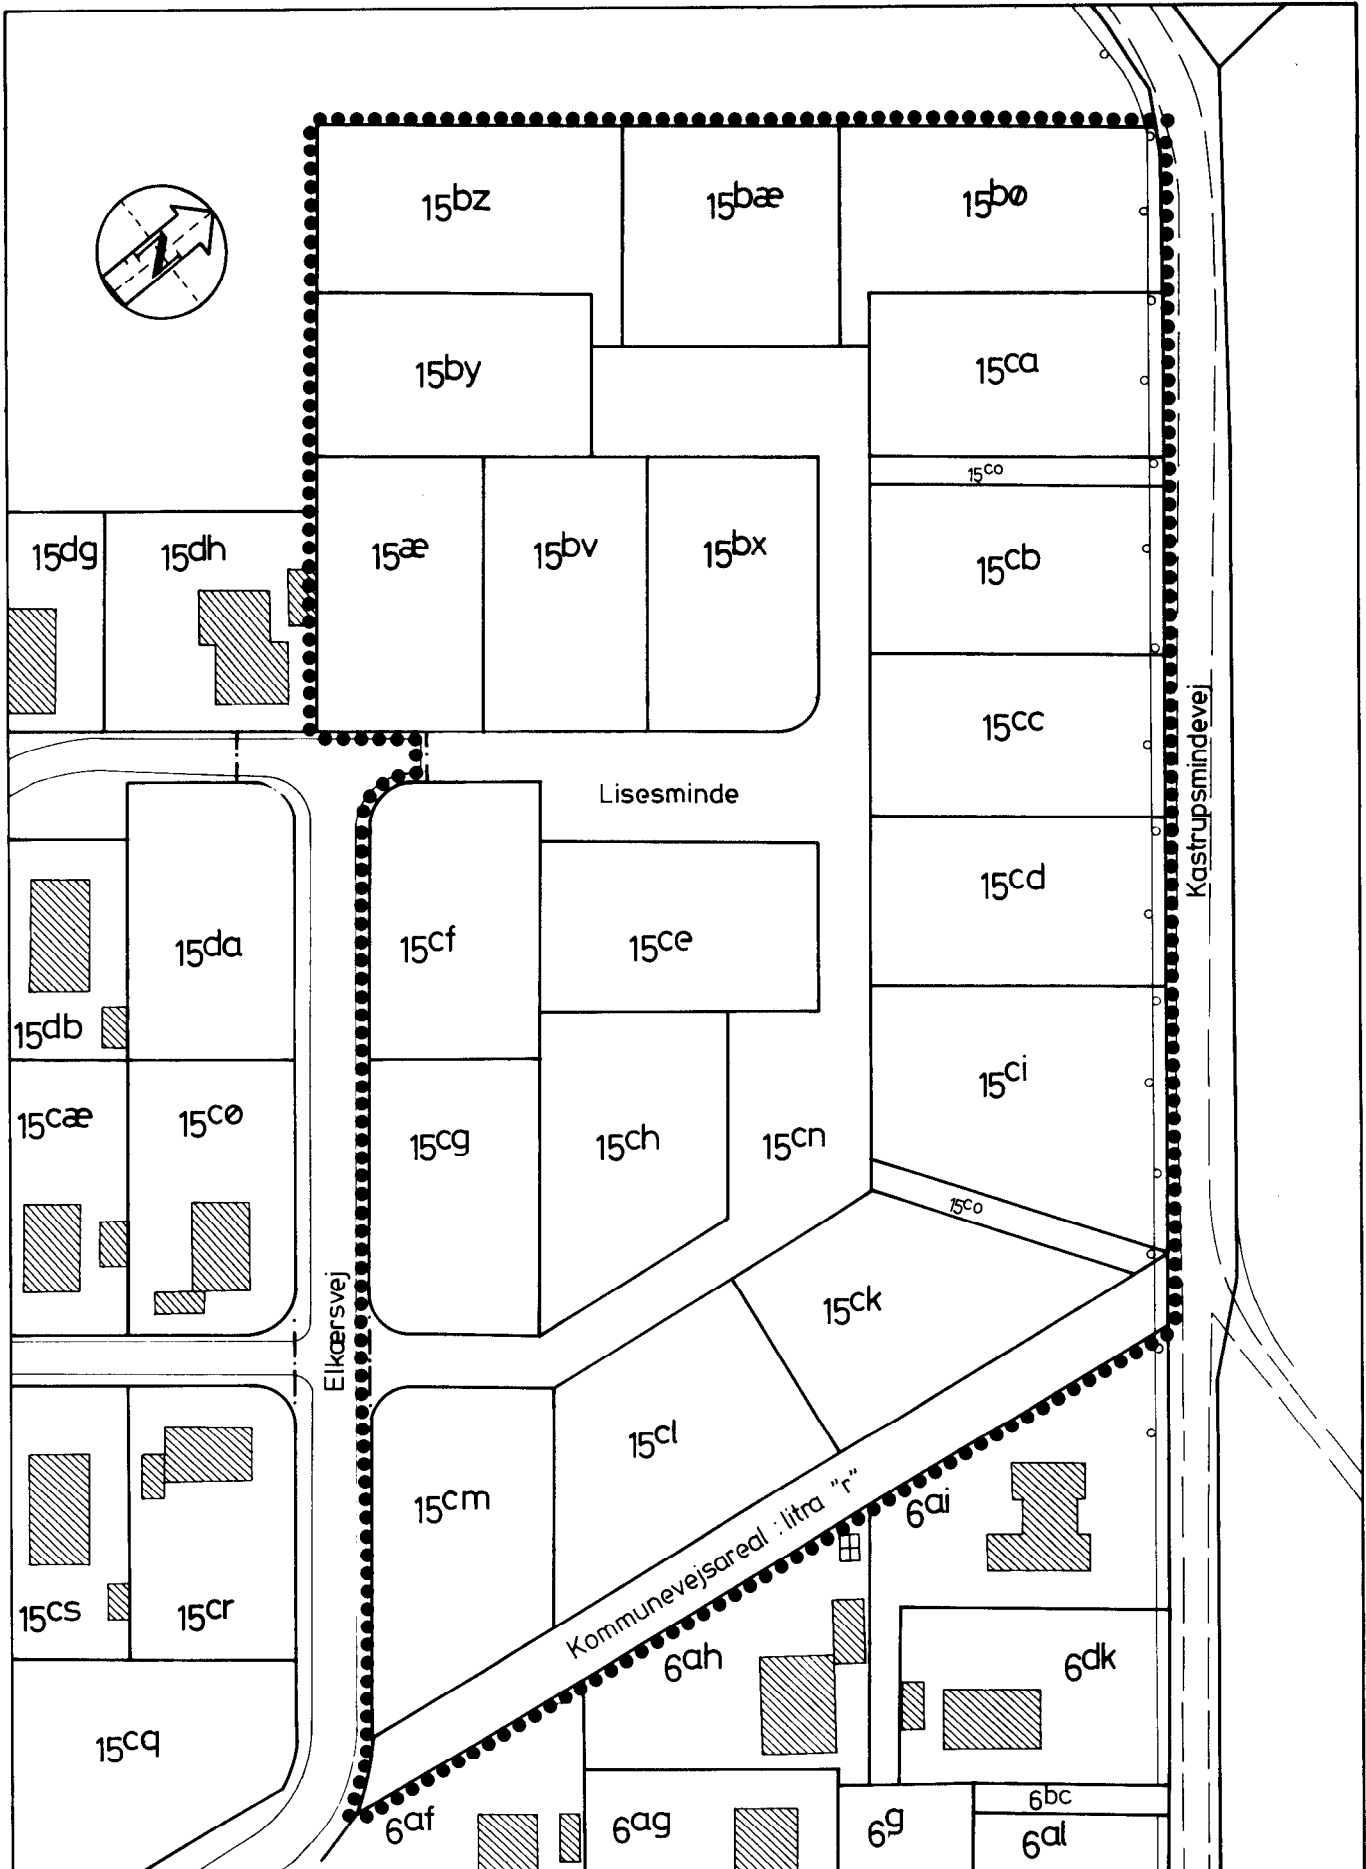 15bz
15bæ
15bø
N
15by
15ca
15co
15dg
15dh
15æ
15bv
15bx
15cb
15cc
Kastrupsmindevej
Lisesminde
15cd
15da
15cf
15ce
15db
15ci
15cæ
15cø
15cg
15ch
15cn
15co
Elkærsvej
15ck
15cl
15cm
Kommunevejsareal : litra "r"
6ai
15cs
15cr
6ah
6dk
15cq
6af
6ag
6g
6bc
6al